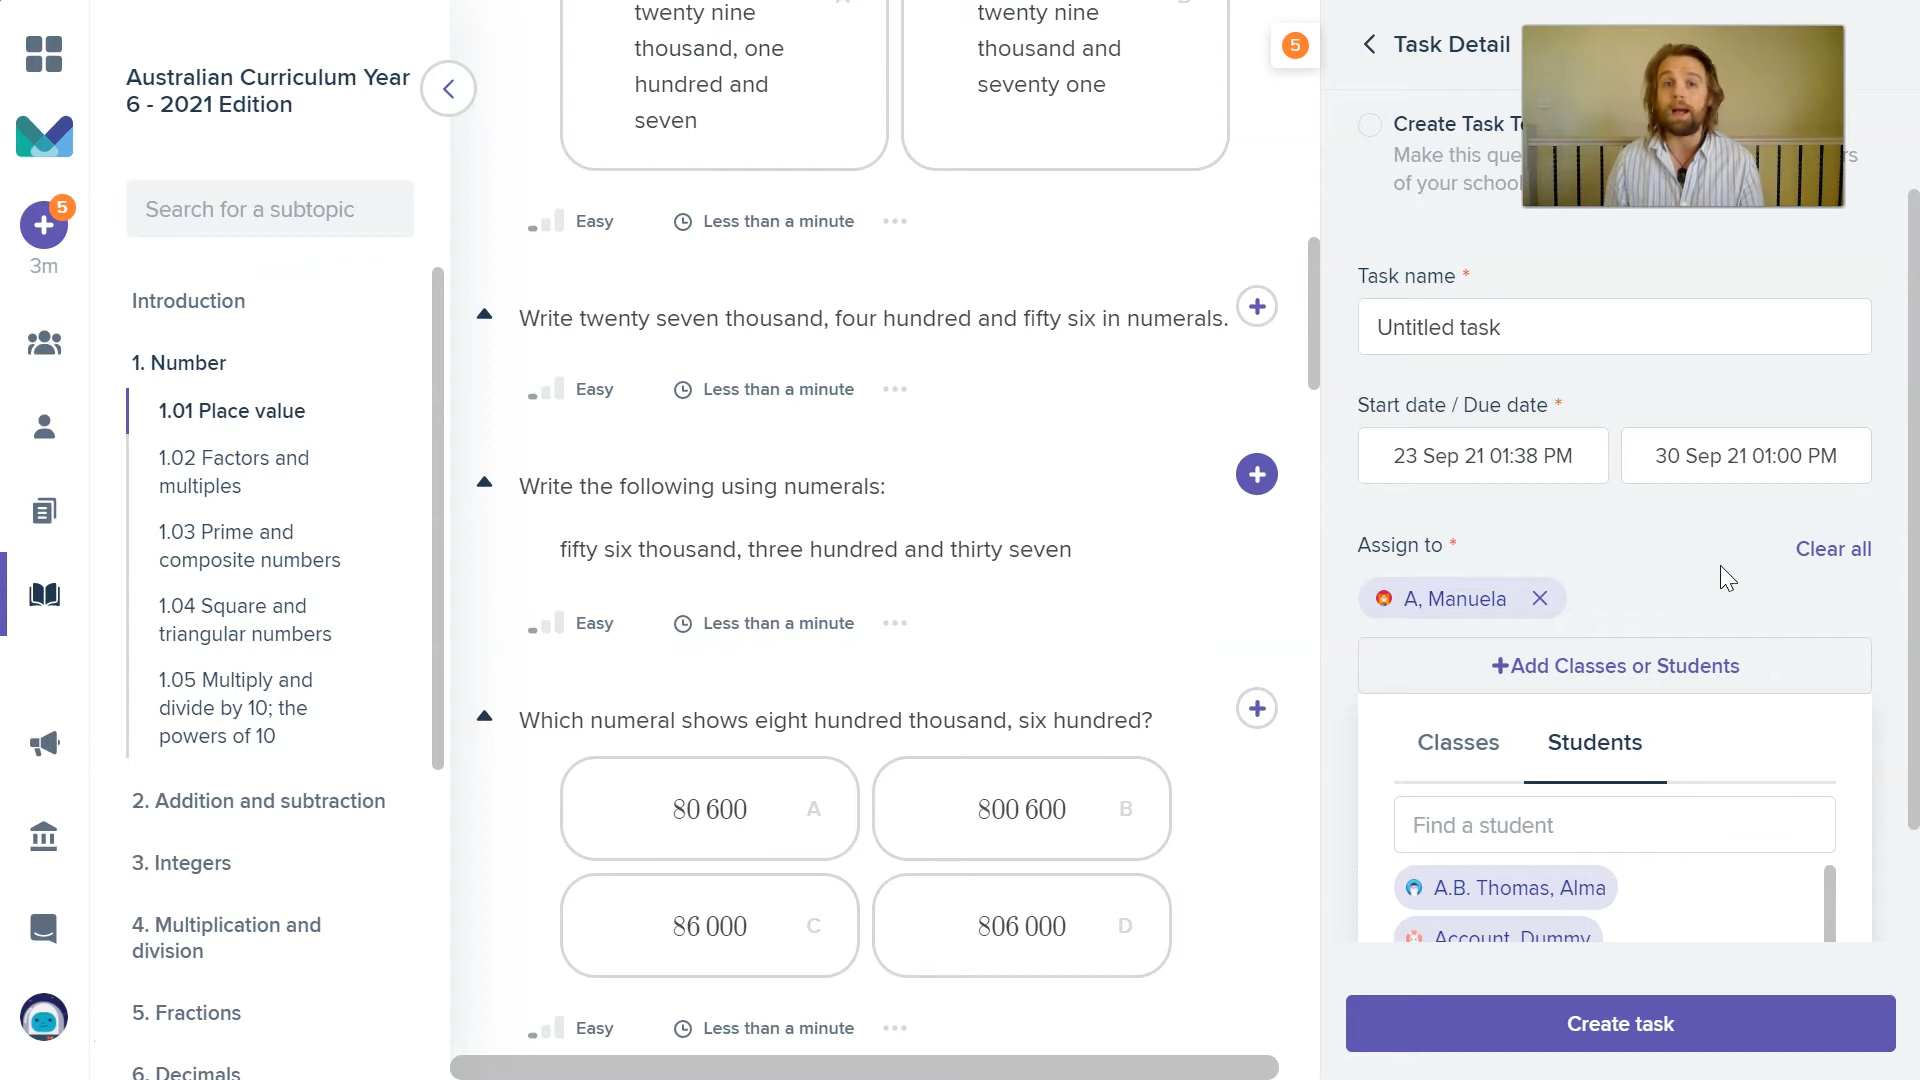 5
3m
Australian Curriculum Year
6 - 2021 Edition
Search for a subtopic
Introduction
1. Number
1.01 Place value
1.02 Factors and
multiples
1.03 Prime and
composite numbers
1.04 Square and
triangular numbers
1.05 Multiply and
divide by 10; the
powers of 10
2. Addition and subtraction
3. Integers
4. Multiplication and
division
5. Fractions
6. Decimals
twenty nine
thousand, one
hundred and
seven
twenty nine
thousand and
seventy one
Easy
Less than a minute
Write twenty seven thousand, four hundred and fifty six in numerals.
Easy
Less than a minute
Write the following using numerals:
fifty six thousand, three hundred and thirty seven
Easy
Less than a minute
Which numeral shows eight hundred thousand, six hundred?
80 600 A
800 600 B
86 000 C
806 000 D
Easy
Less than a minute
5
Task Detail
Create Task
Make this que
of your school
Task name *
Untitled task
Start date / Due date *
23 Sep 21 01:38 PM
30 Sep 21 01:00 PM
Assign to *
Clear all
A, Manuela
+Add Classes or Students
Classes
Students
Find a student
A.B. Thomas, Alma
Account, Dummy
Create task